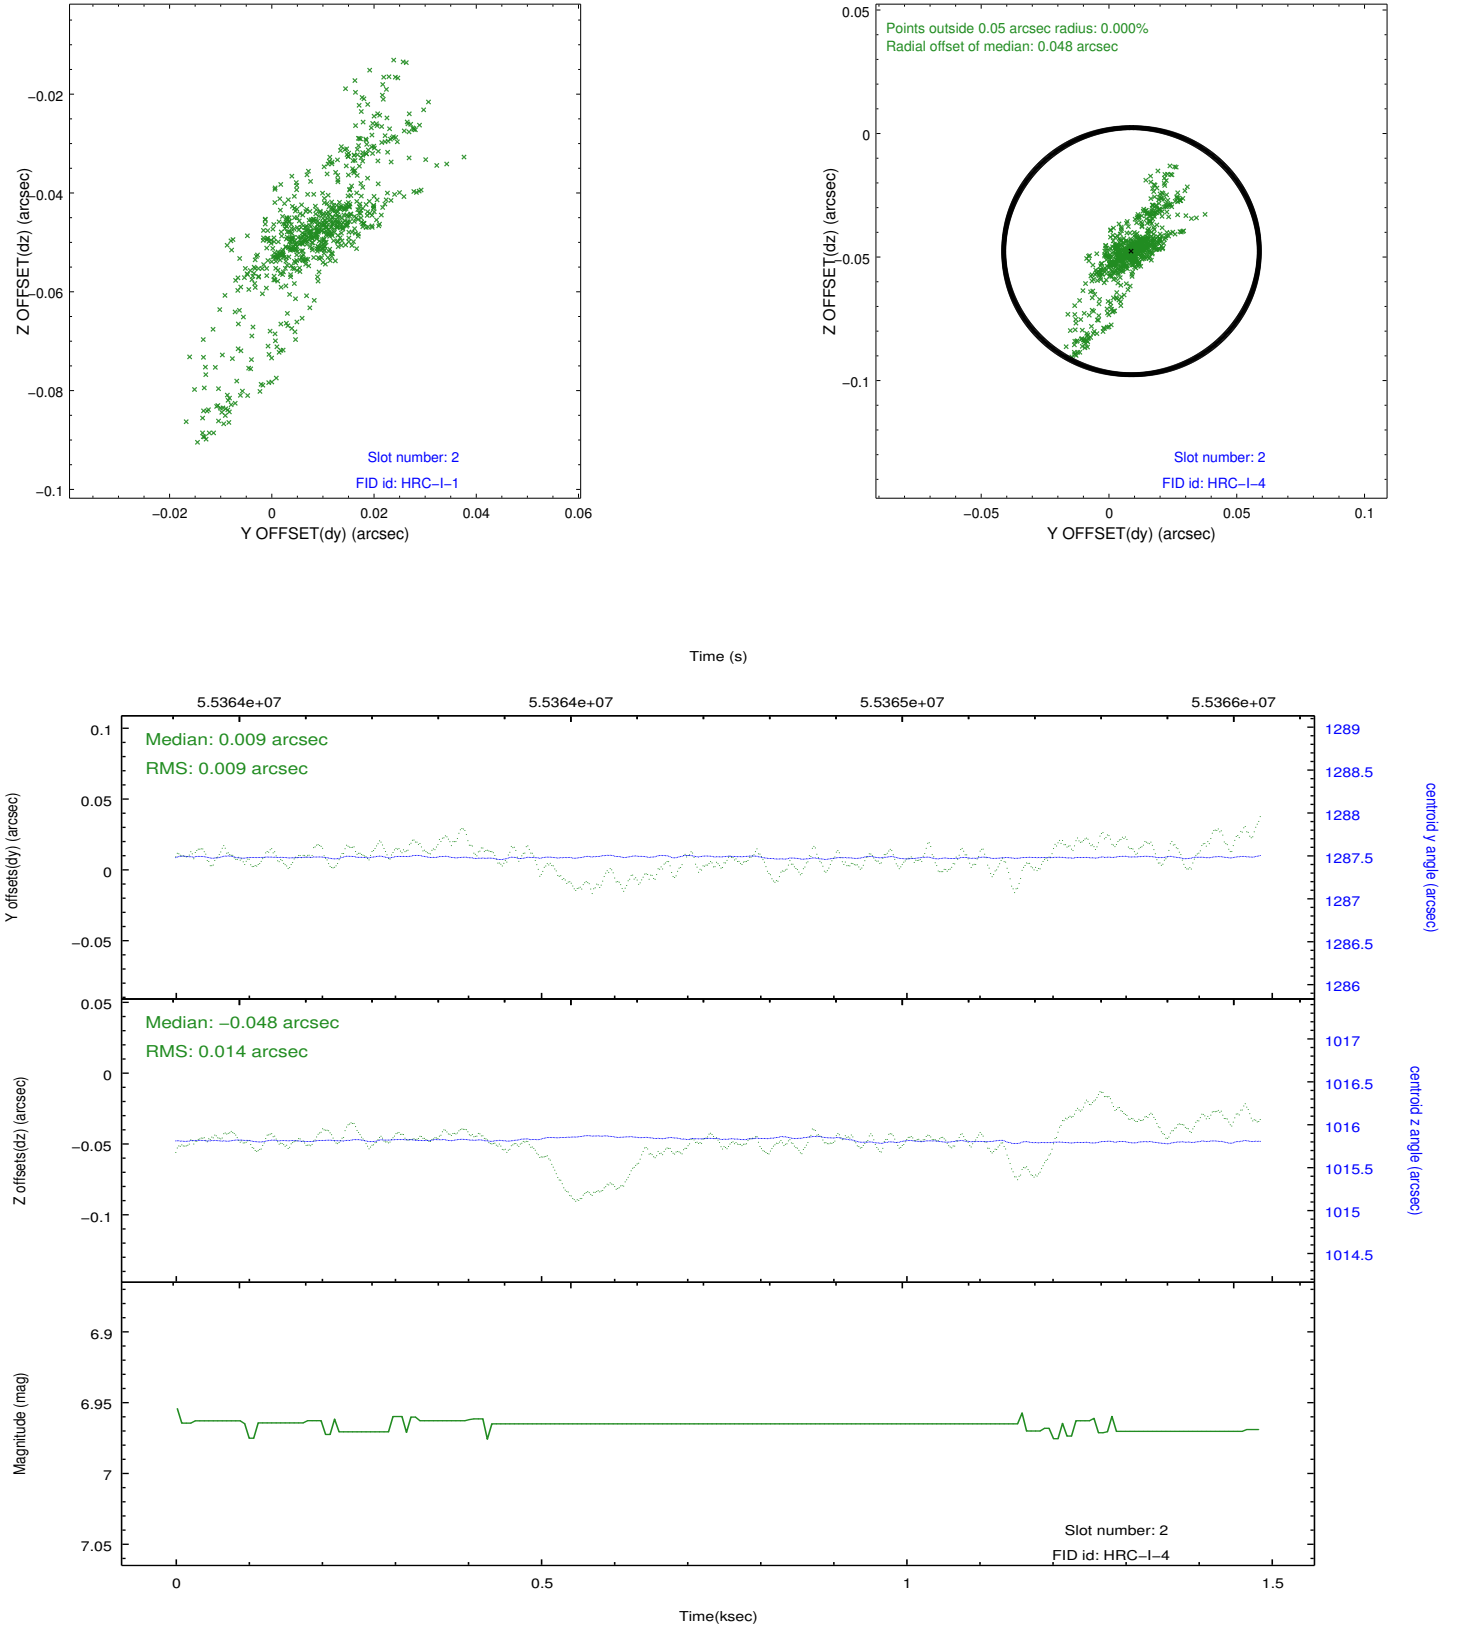 −0.02
−0.04
−0.06
−0.08
−0.1
Z OFFSET(dz) (arcsec)
Slot number: 2
FID id: HRC−I−1
−0.02 0 0.02 0.04 0.06
Y OFFSET(dy) (arcsec)
0.05
0
−0.05
−0.1
Z OFFSET(dz) (arcsec)
Points outside 0.05 arcsec radius: 0.000%
Radial offset of median: 0.048 arcsec
Slot number: 2
FID id: HRC−I−4
−0.05 0 0.05 0.1
Y OFFSET(dy) (arcsec)
Time (s)
5.5364e+07 5.5364e+07 5.5365e+07 5.5366e+07
0.1
0.05
0
−0.05
Y offsets(dy) (arcsec)
Median: 0.009 arcsec
RMS: 0.009 arcsec
1289
1288.5
1288
1287.5
1287
1286.5
1286
centroid y angle (arcsec)
0.05
0
−0.05
−0.1
Z offsets(dz) (arcsec)
Median: −0.048 arcsec
RMS: 0.014 arcsec
1017
1016.5
1016
1015.5
1015
1014.5
centroid z angle (arcsec)
6.9
6.95
7
7.05
Magnitude (mag)
Slot number: 2
FID id: HRC−I−4
0 0.5 1 1.5
Time(ksec)